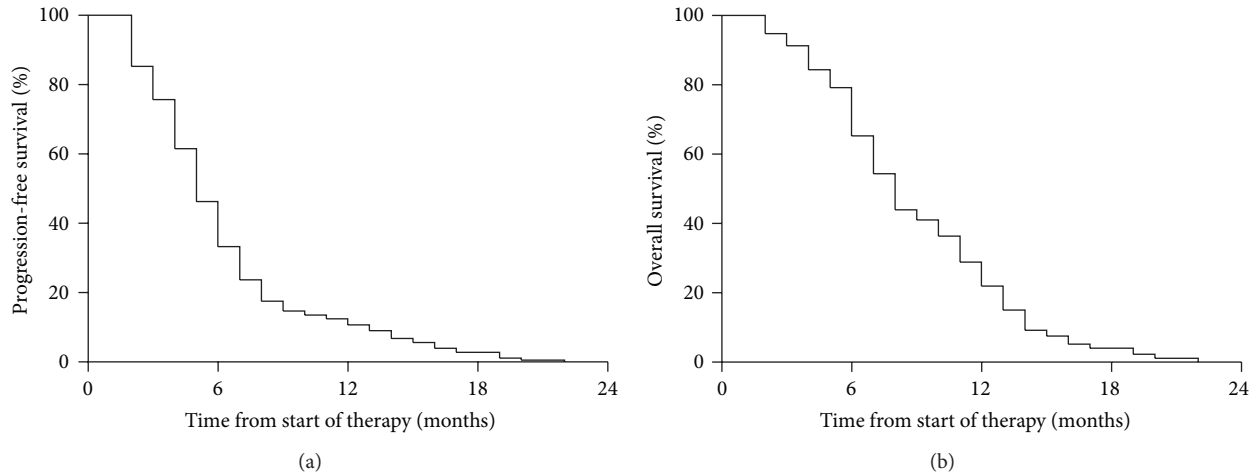 Progression-free survival (%)
100
80
60
40
20
0
0 6 12 18 24
Time from start of therapy (months)
(a)
Overall survival (%)
100
80
60
40
20
0
0 6 12 18 24
Time from start of therapy (months)
(b)